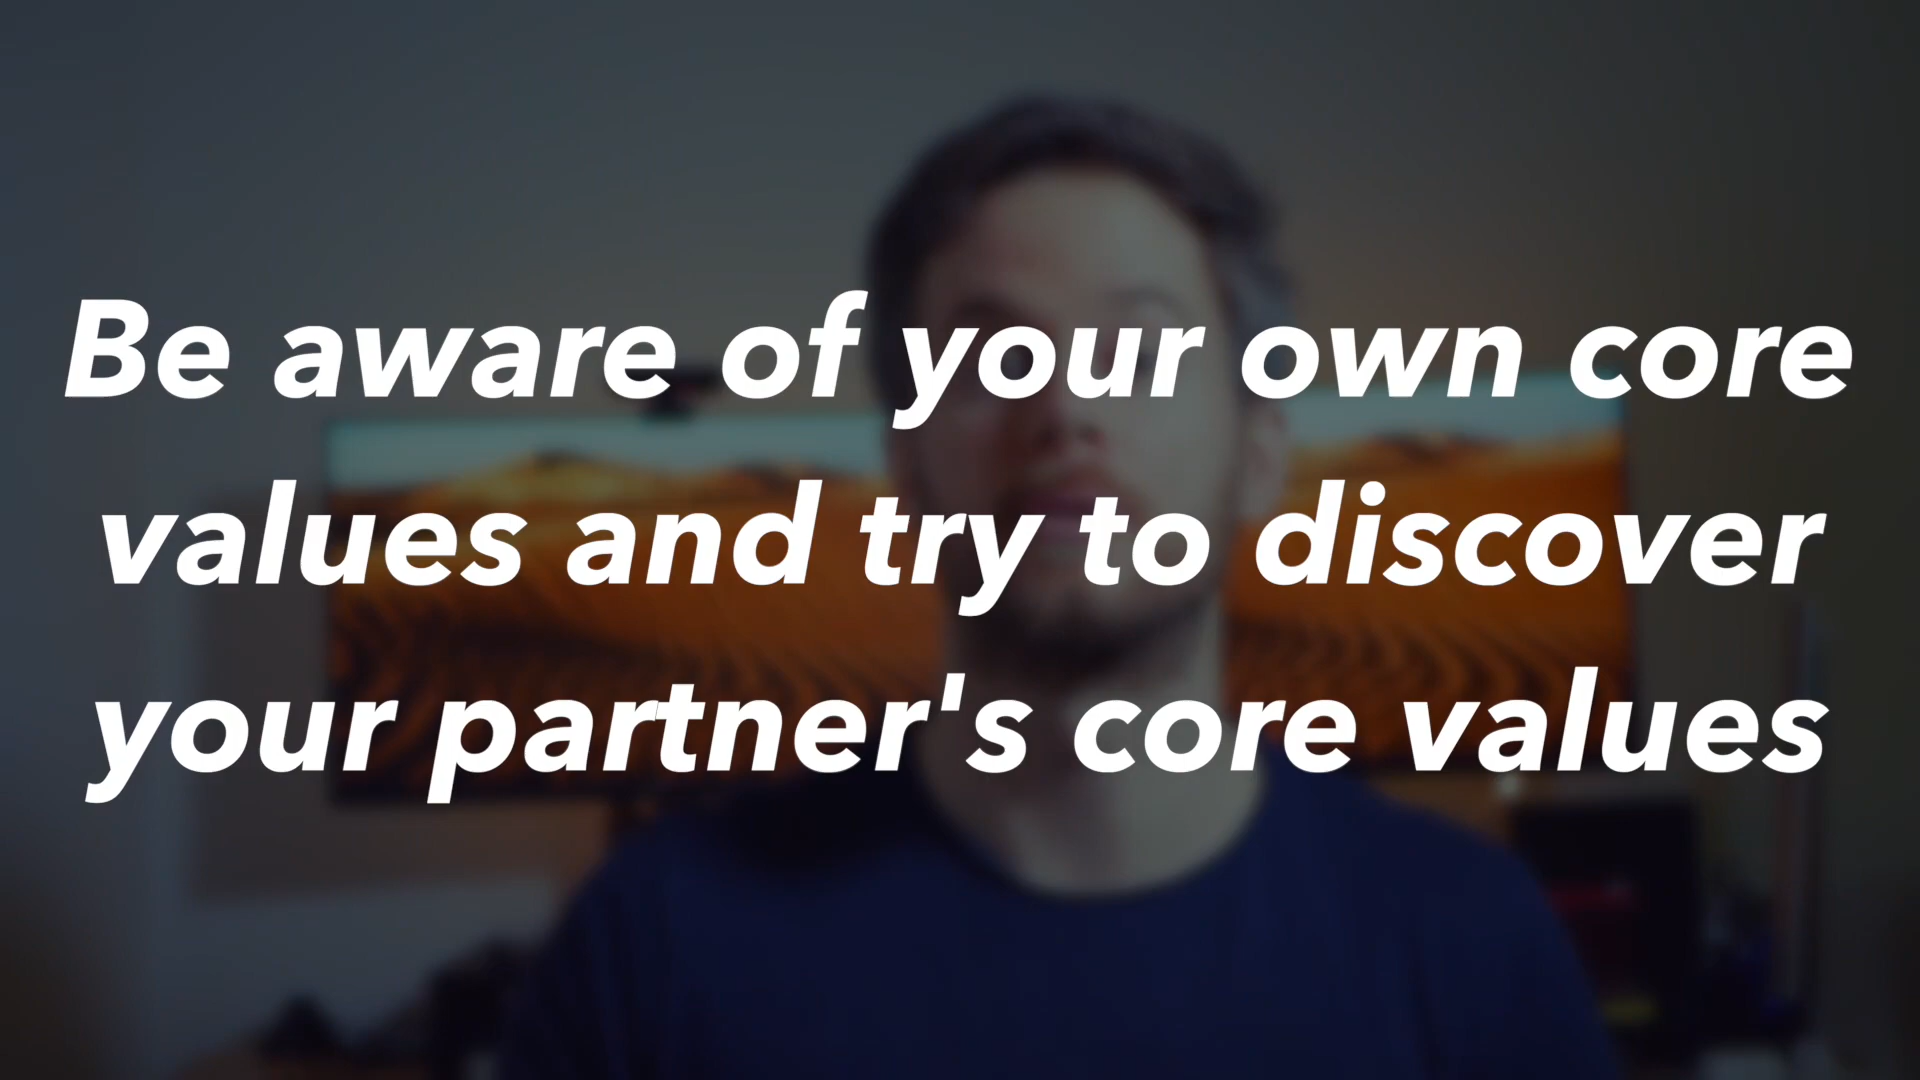 Be aware of your own core
values and try to discover
your partner's core values